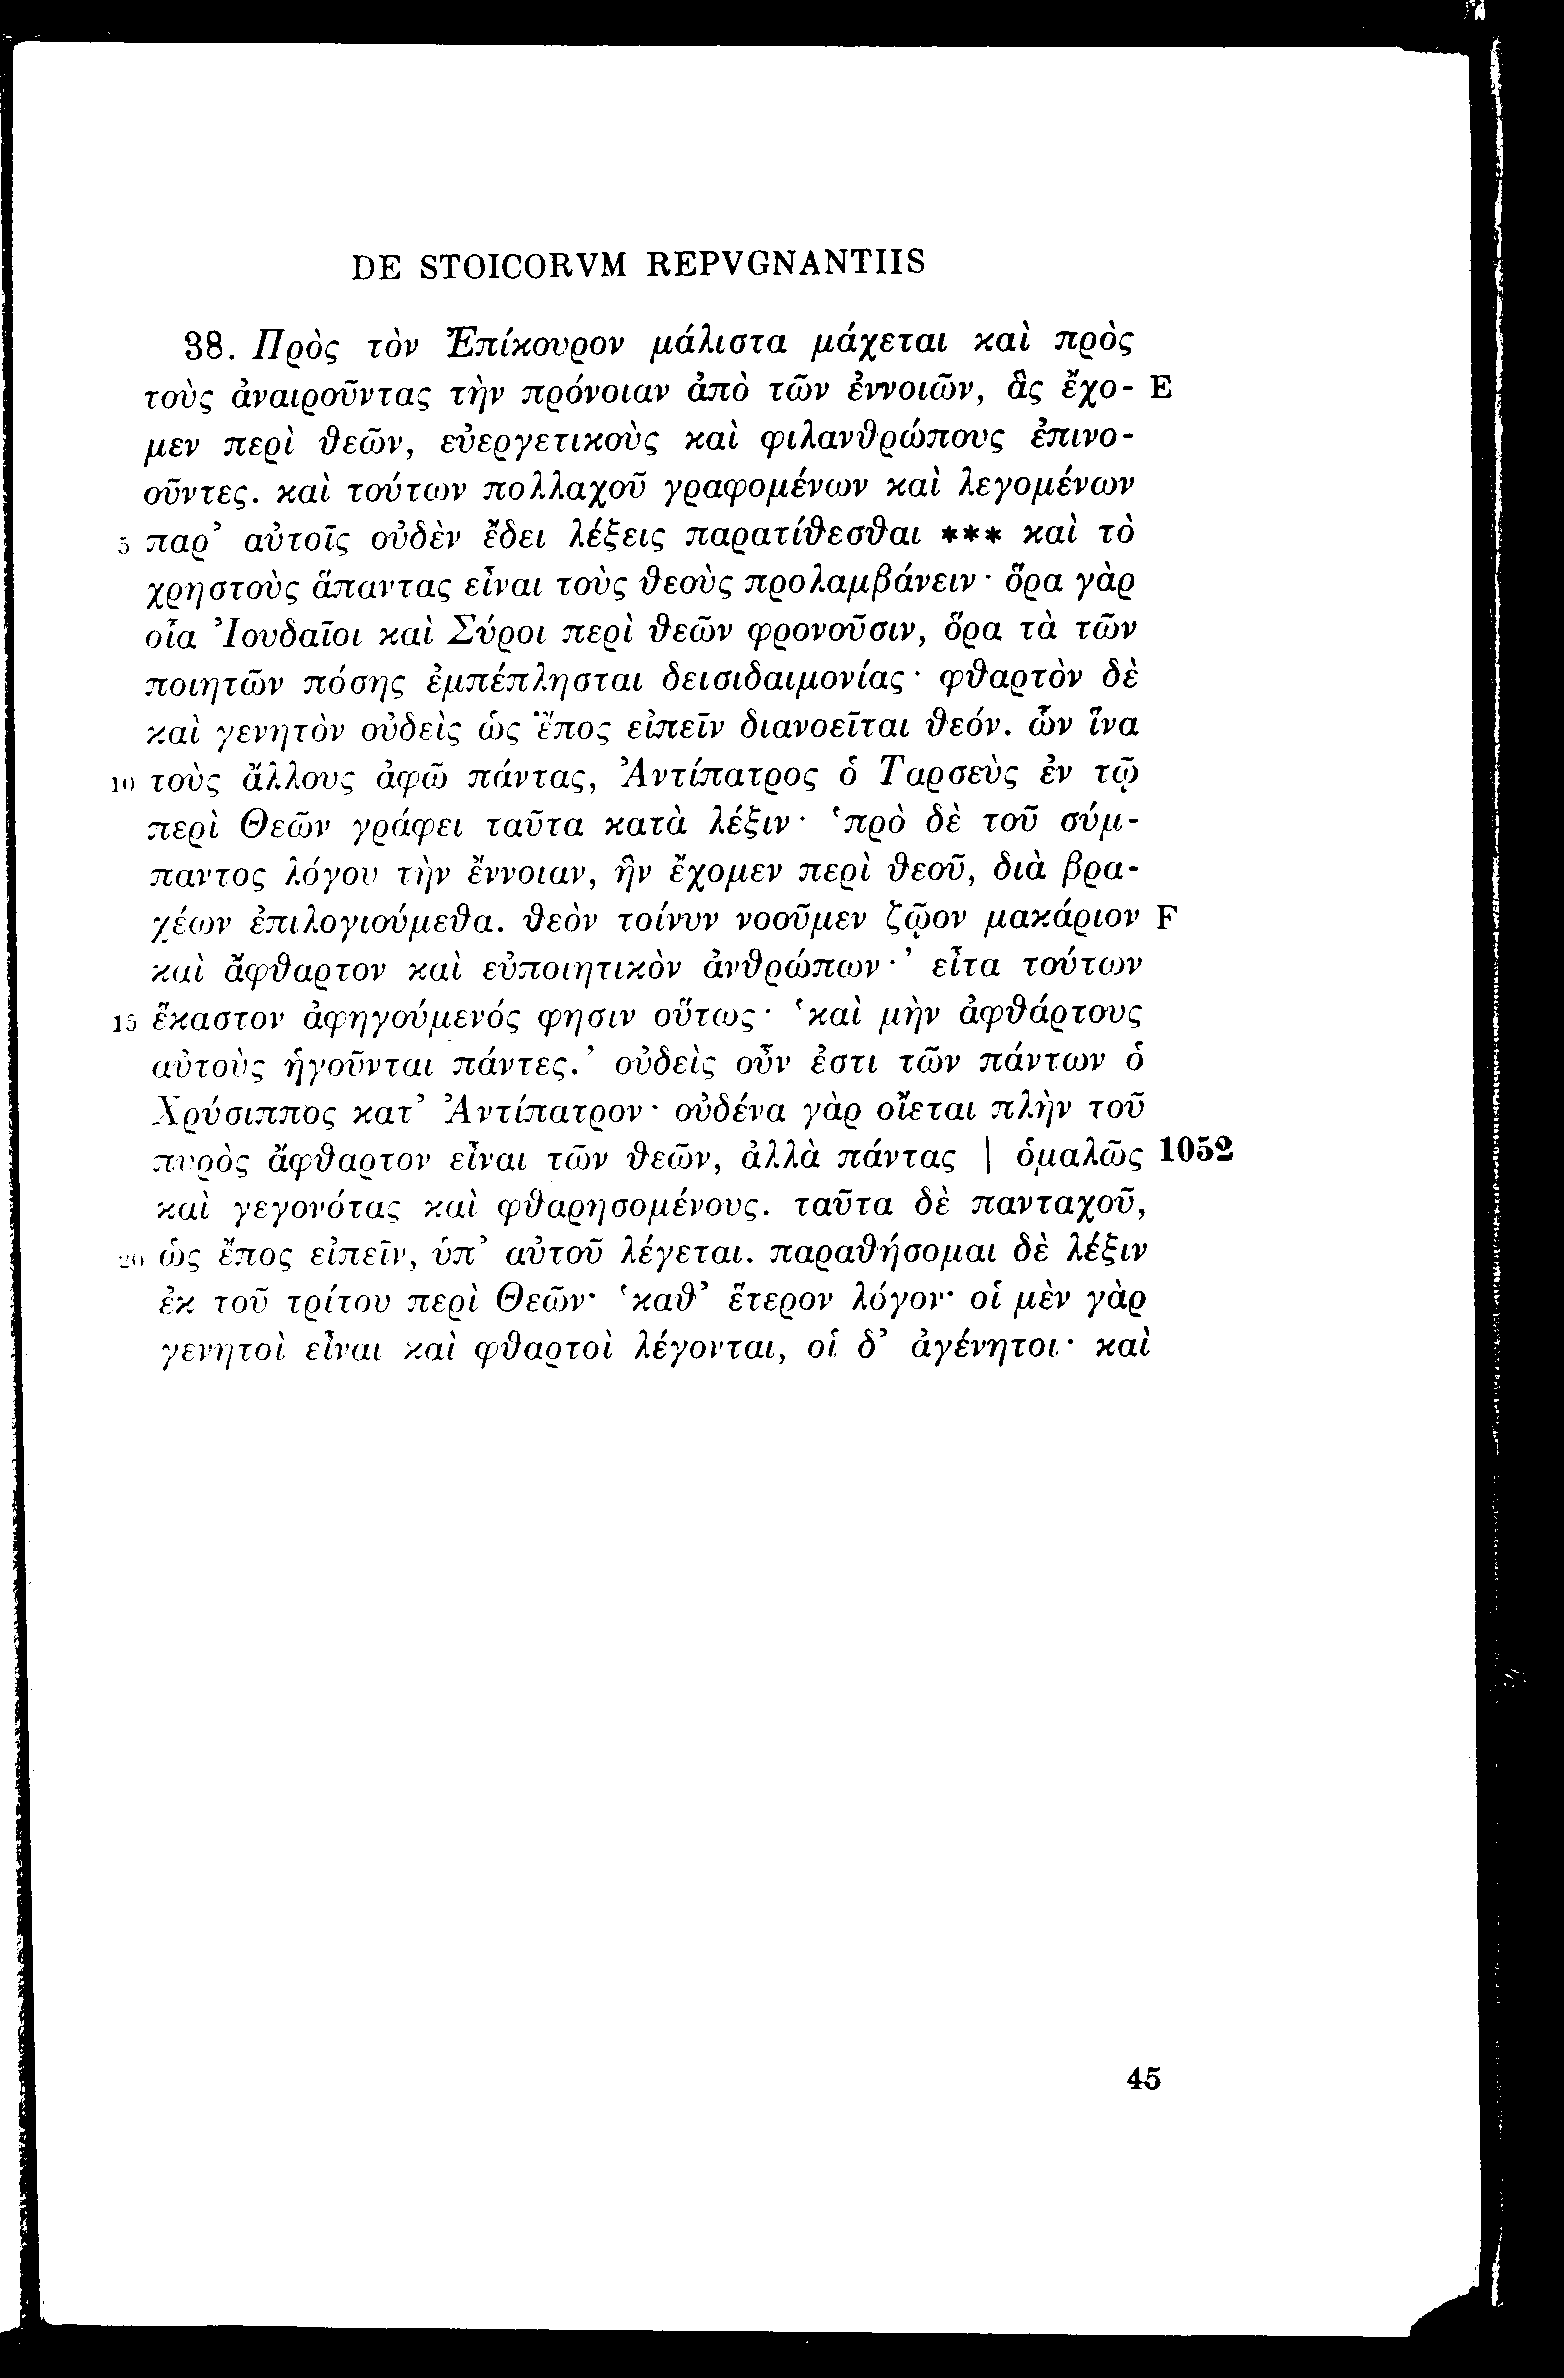 DE STOICORVM REPVGNANTIIS
38. Πρὸς τὸν Ἐπίκουρον μάλιστα μάχεται καὶ πρὸς
τοὺς ἀναιροῦντας τὴν πρόνοιαν ἀπὸ τῶν ἐννοιῶν, ἃς ἔχο- E
μεν περὶ θεῶν, εὐεργετικοὺς καὶ φιλανθρώπους ἐπινο-
οῦντες. καὶ τούτων πολλαχοῦ γραφομένων καὶ λεγομένων
5 παρ’ αὐτοῖς οὐδὲν ἔδει λέξεις παρατίθεσθαι *** καὶ τὸ
χρηστοὺς ἅπαντας εἶναι τοὺς θεοὺς προλαμβάνειν· ὅρα γὰρ
οἷα Ἰουδαῖοι καὶ Σύροι περὶ θεῶν φρονοῦσιν, ὅρα τὰ τῶν
ποιητῶν πόσης ἐμπέπλησται δεισιδαιμονίας· φθαρτὸν δὲ
καὶ γενητὸν οὐδεὶς ὡς ἔπος εἰπεῖν διανοεῖται θεόν. ὧν ἵνα
10 τοὺς ἄλλους ἀφῶ πάντας, Ἀντίπατρος ὁ Ταρσεὺς ἐν τῷ
περὶ Θεῶν γράφει ταῦτα κατὰ λέξιν· ‘πρὸ δὲ τοῦ σύμ-
παντος λόγου τὴν ἔννοιαν, ἣν ἔχομεν περὶ θεοῦ, διὰ βρα-
χέων ἐπιλογιούμεθα. θεὸν τοίνυν νοοῦμεν ζῷον μακάριον F
καὶ ἄφθαρτον καὶ εὐποιητικὸν ἀνθρώπων·’ εἶτα τούτων
15 ἕκαστον ἀφηγούμενός φησιν οὕτως· ‘καὶ μὴν ἀφθάρτους
αὐτοὺς ἡγοῦνται πάντες.’ οὐδεὶς οὖν ἐστι τῶν πάντων ὁ
Χρύσιππος κατ’ Ἀντίπατρον· οὐδένα γὰρ οἴεται πλὴν τοῦ
πυρὸς ἄφθαρτον εἶναι τῶν θεῶν, ἀλλὰ πάντας | ὁμαλῶς 1052
καὶ γεγονότας καὶ φθαρησομένους. ταῦτα δὲ πανταχοῦ,
20 ὡς ἔπος εἰπεῖν, ὑπ’ αὐτοῦ λέγεται. παραθήσομαι δὲ λέξιν
ἐκ τοῦ τρίτου περὶ Θεῶν· ‘καθ’ ἕτερον λόγον· οἱ μὲν γὰρ
γενητοὶ εἶναι καὶ φθαρτοὶ λέγονται, οἱ δ’ ἀγένητοι· καὶ
45